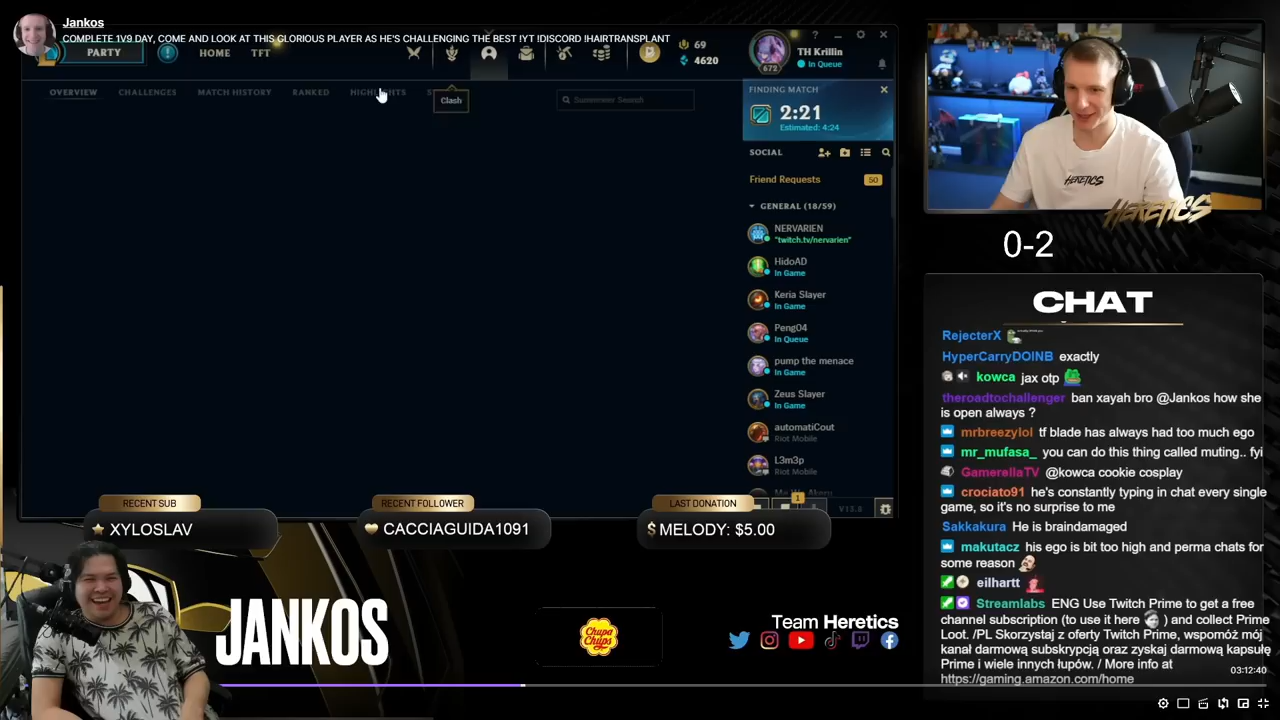 Jankos
COMPLETE 1V9 DAY, COME AND LOOK AT THIS GLORIOUS PLAYER AS HE'S CHALLENGING THE BEST !YT !DISCORD !HAIRTRANSPLANT
PARTY
HOME
TFT
69
4620
672
TH Krillin
In Queue
OVERVIEW
CHALLENGES
MATCH HISTORY
RANKED
HIGHLIGHTS
Clash
Summoner Search
FINDING MATCH
2:21
Estimated: 4:24
SOCIAL
Friend Requests
50
GENERAL (18/59)
NERVARIEN
"twitch.tv/nervarien"
HidoAD
In Game
Keria Slayer
In Game
Peng04
In Queue
pump the menace
In Game
Zeus Slayer
In Game
automatiCout
Riot Mobile
L3m3p
Riot Mobile
1
V13.6
HERETICS
HERETICS
0-2
CHAT
RejecterX
HyperCarryDOINB exactly
kowca jax otp
theroadtochallenger ban xayah bro @Jankos how she
is open always ?
mrbreezylol tf blade has always had too much ego
mr_mufasa_ you can do this thing called muting.. fyi
GamerellaTV @kowca cookie cosplay
crociato91 he's constantly typing in chat every single
game, so it's no surprise to me
Sakkakura He is braindamaged
makutacz his ego is bit too high and perma chats for
some reason
eilhartt
Streamlabs ENG Use Twitch Prime to get a free
channel subscription (to use it here ) and collect Prime
Loot. /PL Skorzystaj z oferty Twitch Prime, wspomóż mój
kanał darmową subskrypcją oraz zyskaj darmową kapsułę
Prime i wiele innych łupów. / More info at
https://gaming.amazon.com/home
03:12:40
RECENT SUB
XYLOSLAV
RECENT FOLLOWER
CACCIAGUIDA1091
LAST DONATION
$ MELODY: $5.00
JANKOS
Chupa
Chups
Team Heretics